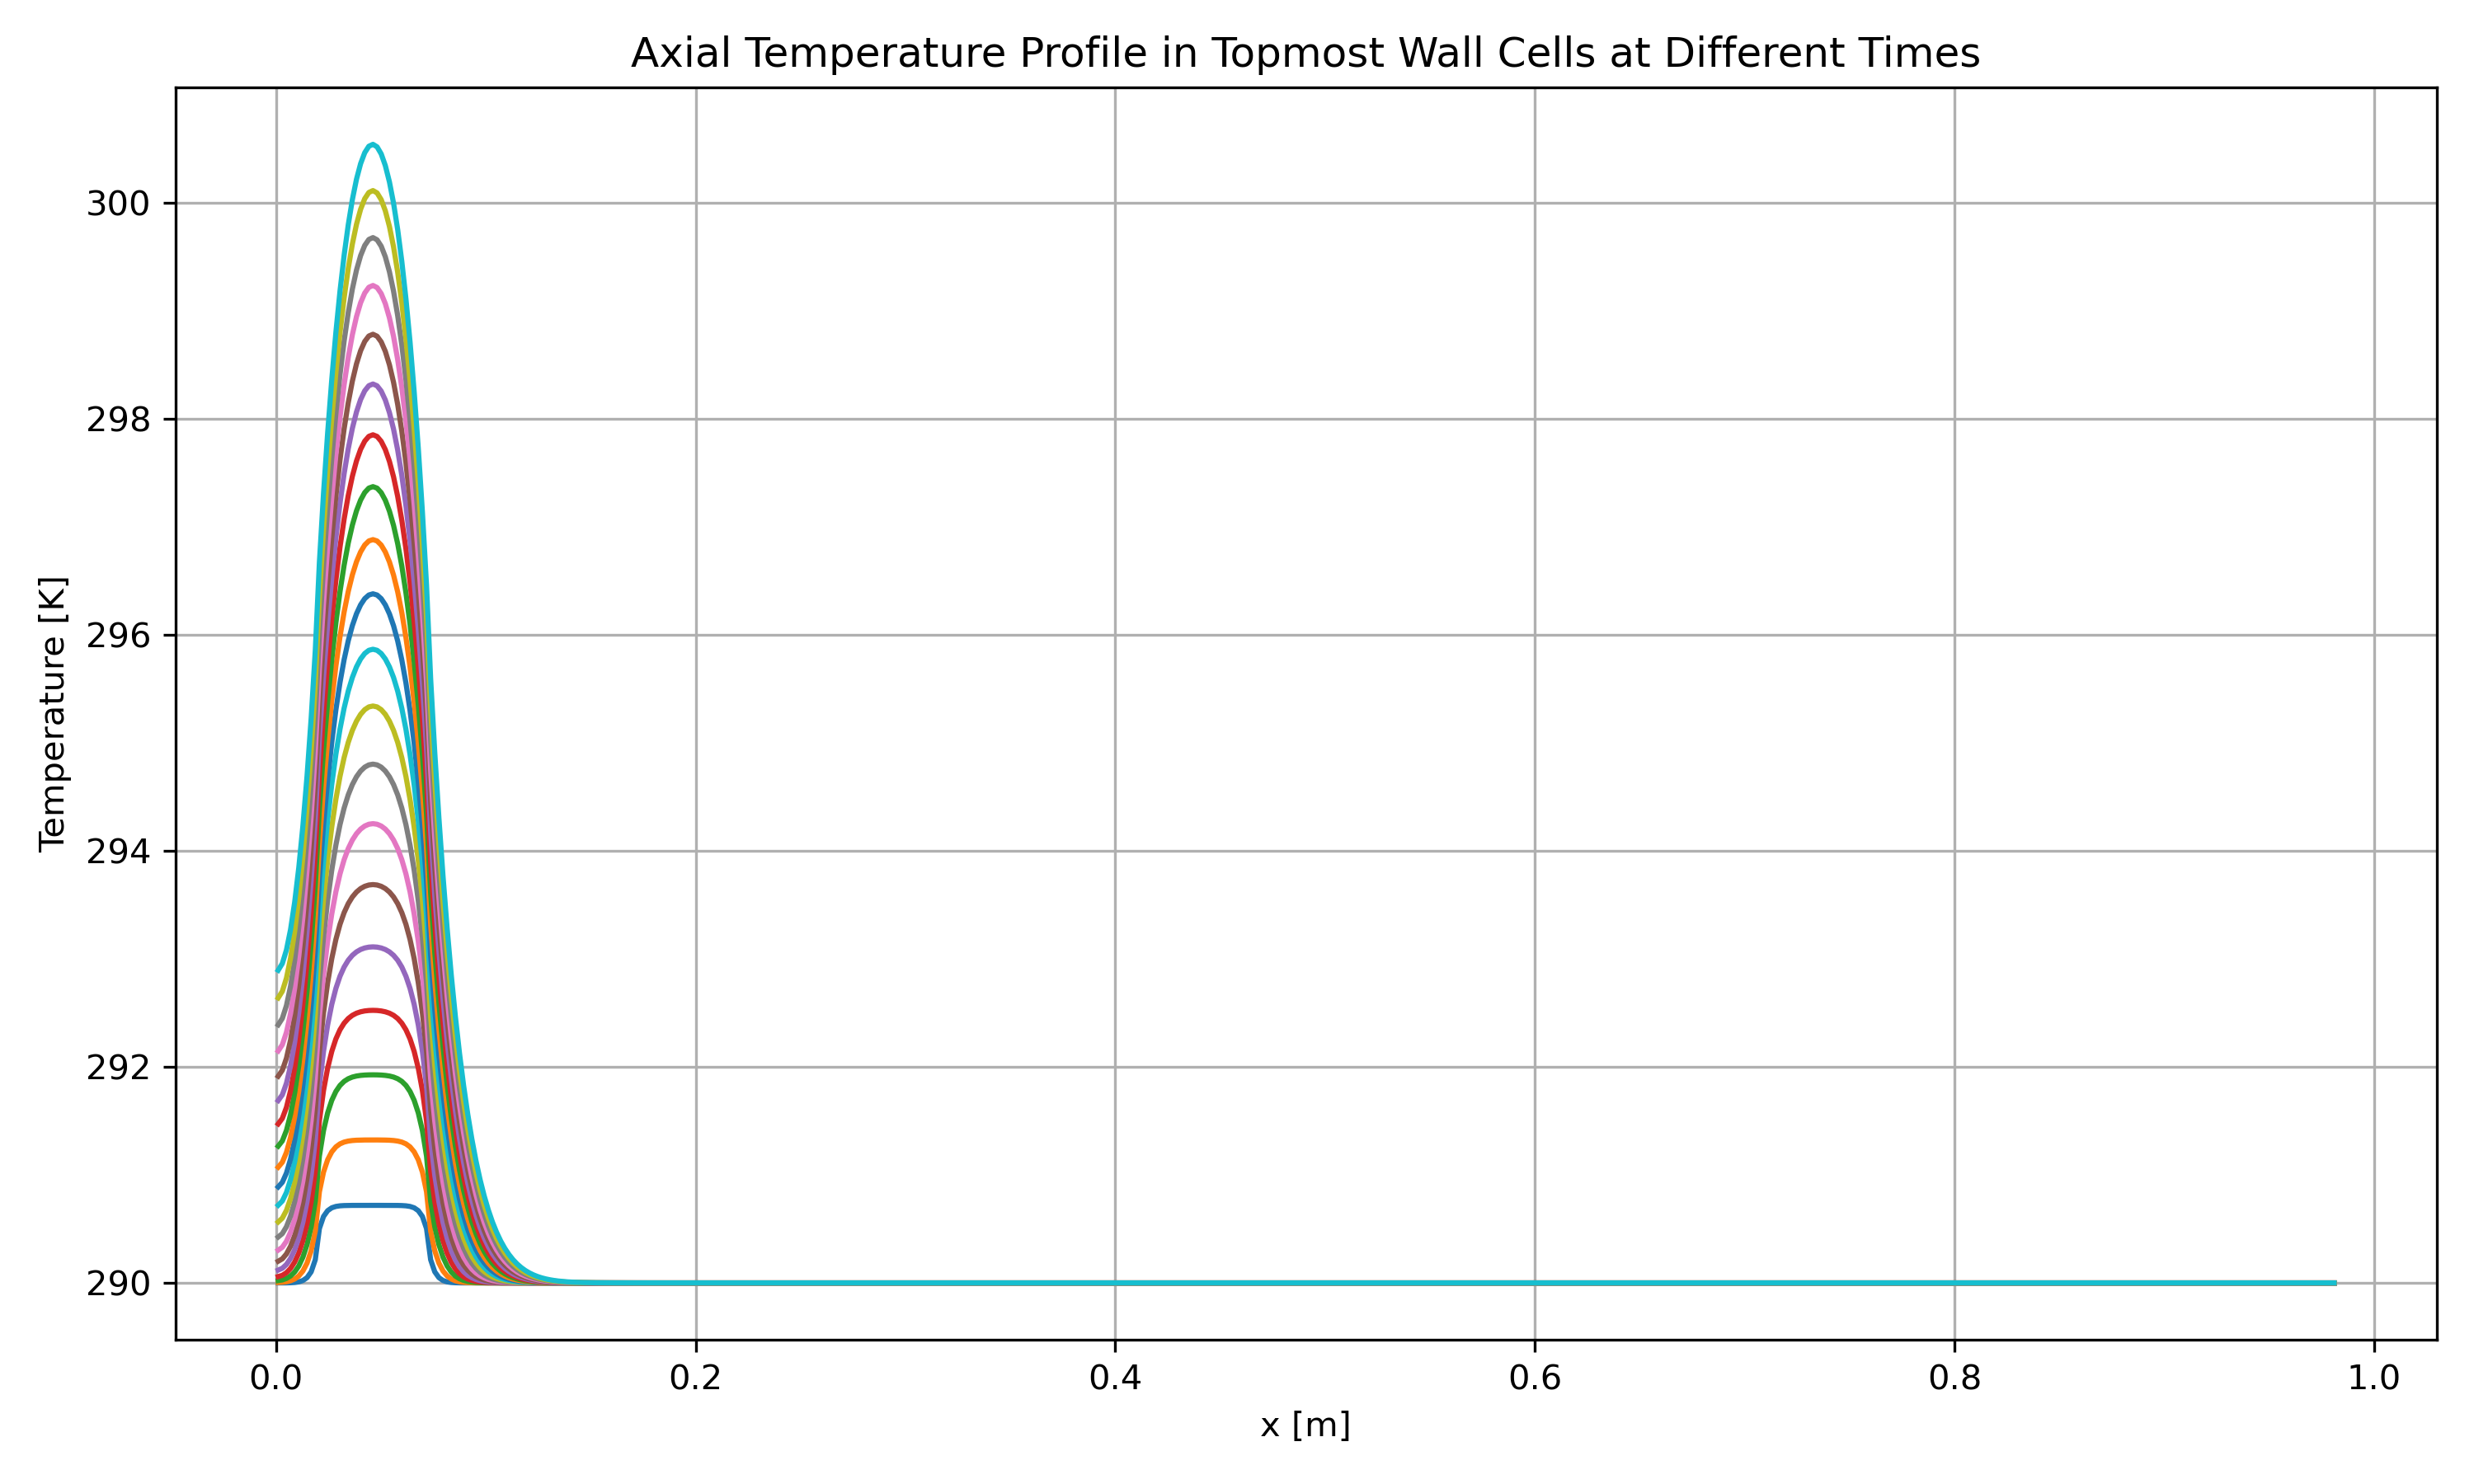 Axial Temperature Profile in Topmost Wall Cells at Different Times
Temperature [K]
300
298
296
294
292
290
0.0 0.2 0.4 0.6 0.8 1.0
x [m]